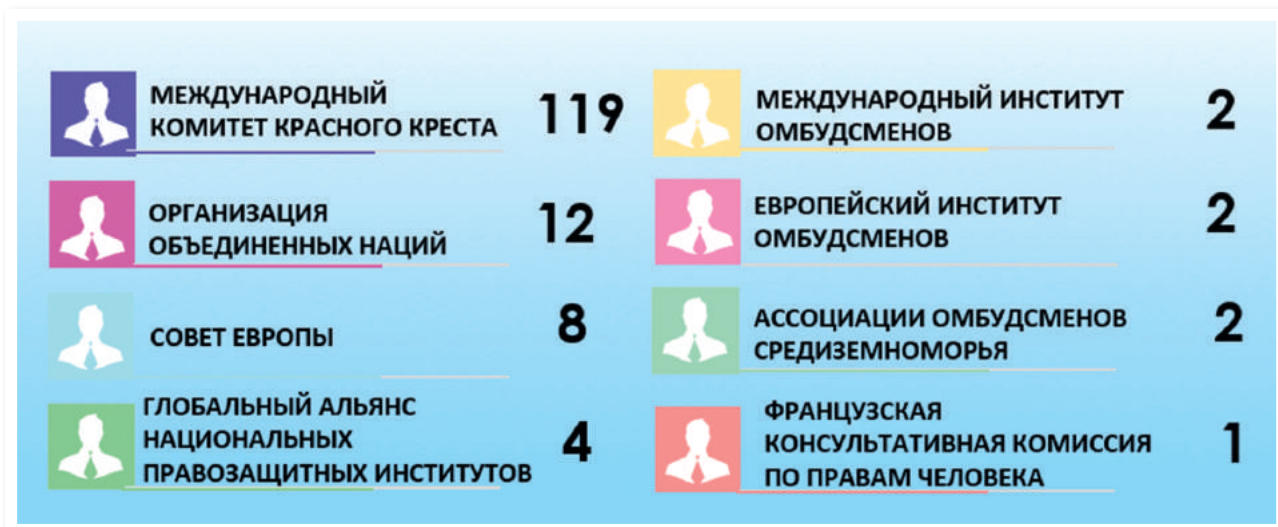 МЕЖДУНАРОДНЫЙ
КОМИТЕТ КРАСНОГО КРЕСТА
119
ОРГАНИЗАЦИЯ
ОБЪЕДИНЕННЫХ НАЦИЙ
12
СОВЕТ ЕВРОПЫ
8
ГЛОБАЛЬНЫЙ АЛЬЯНС
НАЦИОНАЛЬНЫХ
ПРАВОЗАЩИТНЫХ ИНСТИТУТОВ
4
МЕЖДУНАРОДНЫЙ ИНСТИТУТ
ОМБУДСМЕНОВ
2
ЕВРОПЕЙСКИЙ ИНСТИТУТ
ОМБУДСМЕНОВ
2
АССОЦИАЦИИ ОМБУДСМЕНОВ
СРЕДИЗЕМНОМОРЬЯ
2
ФРАНЦУЗСКАЯ
КОНСУЛЬТАТИВНАЯ КОМИССИЯ
ПО ПРАВАМ ЧЕЛОВЕКА
1